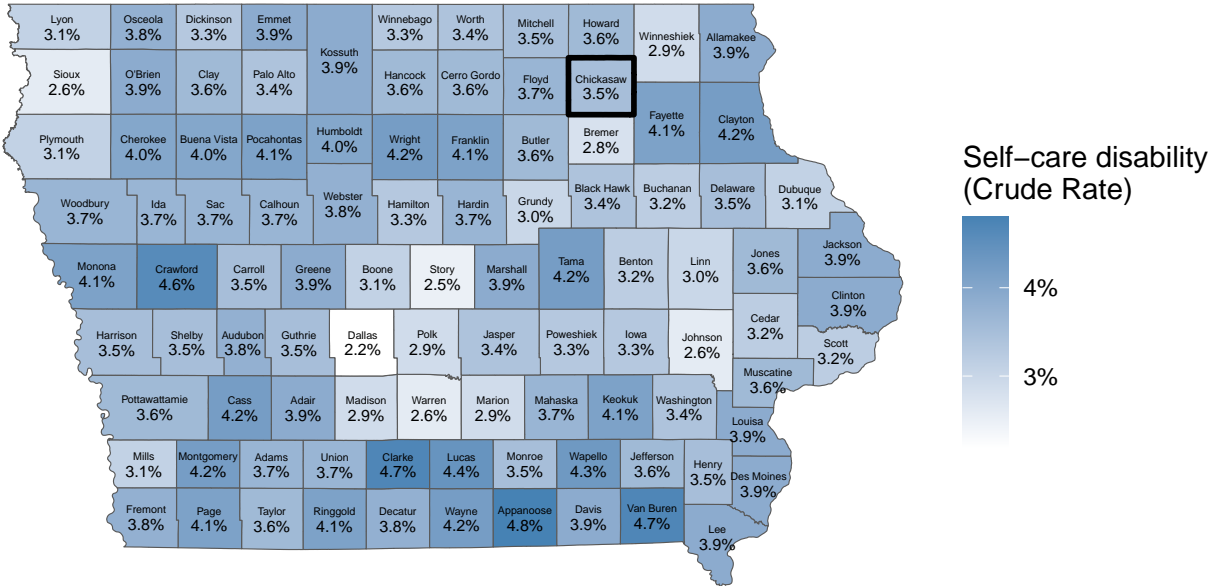 Lyon
3.1%
Osceola
3.8%
Dickinson
3.3%
Emmet
3.9%
Kossuth
3.9%
Winnebago
3.3%
Worth
3.4%
Mitchell
3.5%
Howard
3.6%
Winneshiek
2.9%
Allamakee
3.9%
Sioux
2.6%
O'Brien
3.9%
Clay
3.6%
Palo Alto
3.4%
Hancock
3.6%
Cerro Gordo
3.6%
Floyd
3.7%
Chickasaw
3.5%
Fayette
4.1%
Clayton
4.2%
Plymouth
3.1%
Cherokee
4.0%
Buena Vista
4.0%
Pocahontas
4.1%
Humboldt
4.0%
Wright
4.2%
Franklin
4.1%
Butler
3.6%
Bremer
2.8%
Woodbury
3.7%
Ida
3.7%
Sac
3.7%
Calhoun
3.7%
Webster
3.8%
Hamilton
3.3%
Hardin
3.7%
Grundy
3.0%
Black Hawk
3.4%
Buchanan
3.2%
Delaware
3.5%
Dubuque
3.1%
Monona
4.1%
Crawford
4.6%
Carroll
3.5%
Greene
3.9%
Boone
3.1%
Story
2.5%
Marshall
3.9%
Tama
4.2%
Benton
3.2%
Linn
3.0%
Jones
3.6%
Jackson
3.9%
Clinton
3.9%
Harrison
3.5%
Shelby
3.5%
Audubon
3.8%
Guthrie
3.5%
Dallas
2.2%
Polk
2.9%
Jasper
3.4%
Poweshiek
3.3%
Iowa
3.3%
Johnson
2.6%
Cedar
3.2%
Scott
3.2%
Muscatine
3.6%
Pottawattamie
3.6%
Cass
4.2%
Adair
3.9%
Madison
2.9%
Warren
2.6%
Marion
2.9%
Mahaska
3.7%
Keokuk
4.1%
Washington
3.4%
Louisa
3.9%
Mills
3.1%
Montgomery
4.2%
Adams
3.7%
Union
3.7%
Clarke
4.7%
Lucas
4.4%
Monroe
3.5%
Wapello
4.3%
Jefferson
3.6%
Henry
3.5%
Des Moines
3.9%
Fremont
3.8%
Page
4.1%
Taylor
3.6%
Ringgold
4.1%
Decatur
3.8%
Wayne
4.2%
Appanoose
4.8%
Davis
3.9%
Van Buren
4.7%
Lee
3.9%
Self−care disability
(Crude Rate)
4%
3%